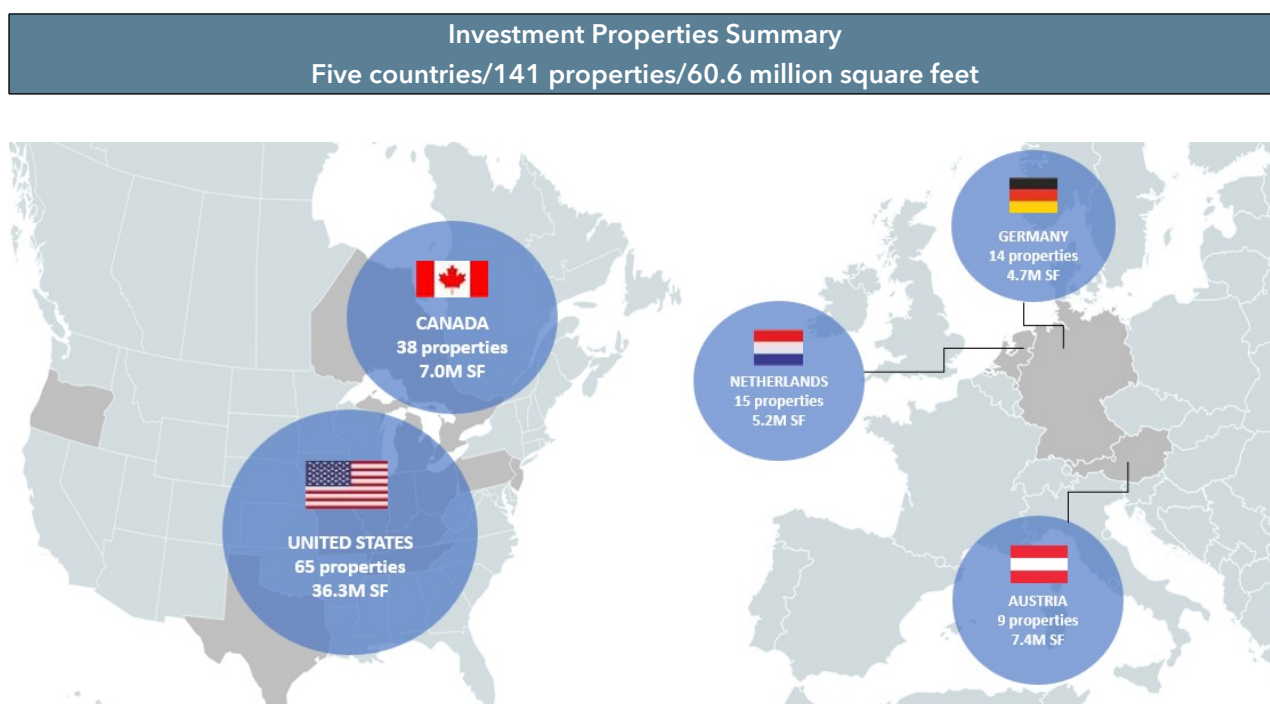 Investment Properties Summary
Five countries/141 properties/60.6 million square feet
CANADA
38 properties
7.0M SF
UNITED STATES
65 properties
36.3M SF
GERMANY
14 properties
4.7M SF
NETHERLANDS
15 properties
5.2M SF
AUSTRIA
9 properties
7.4M SF